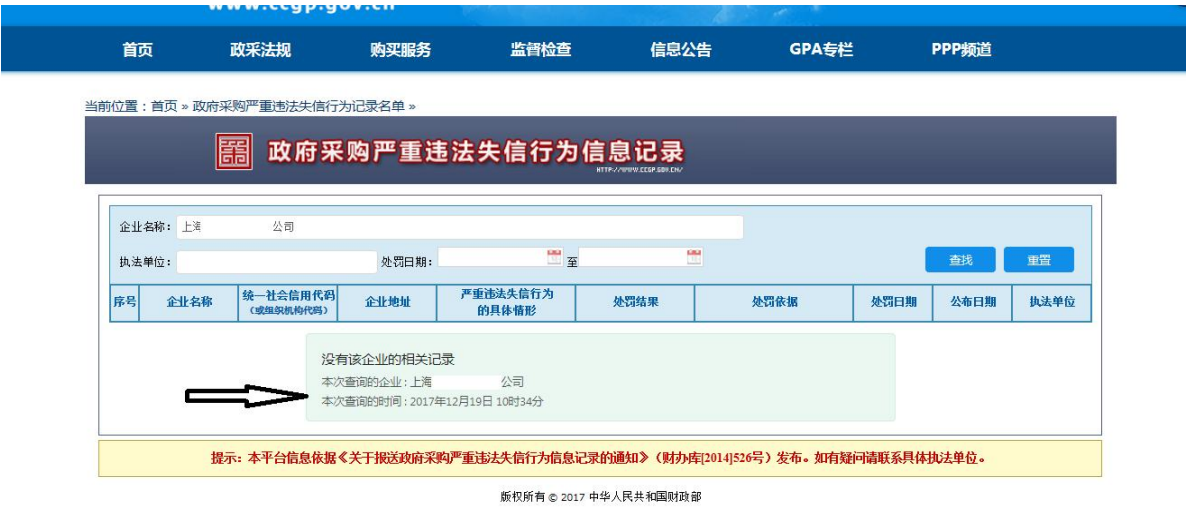 www.ccgp.gov.cn
首页 政采法规 购买服务 监督检查 信息公告 GPA专栏 PPP频道
当前位置：首页 » 政府采购严重违法失信行为记录名单 »
政府采购严重违法失信行为信息记录
HTTP://WWW.CCGP.GOV.CN/
企业名称： 上海 公司
执法单位： 处罚日期： 至 查找 重置
序号 企业名称 统一社会信用代码 企业地址 严重违法失信行为 处罚结果 处罚依据 处罚日期 公布日期 执法单位
（或组织机构代码） 的具体情形
没有该企业的相关记录
本次查询的企业 : 上海 公司
本次查询的时间 : 2017年12月19日 10时34分
提示：本平台信息依据《关于报送政府采购严重违法失信行为信息记录的通知》（财办库[2014]526号）发布。如有疑问请联系具体执法单位。
版权所有 © 2017 中华人民共和国财政部